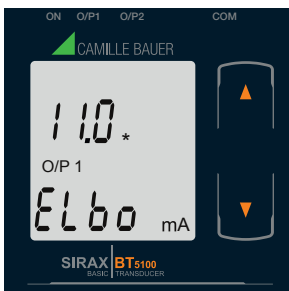 ON O/P1 O/P2 COM
CAMILLE BAUER
11.0 *
O/P 1
ELbo mA
SIRAX BT5100
BASIC TRANSDUCER